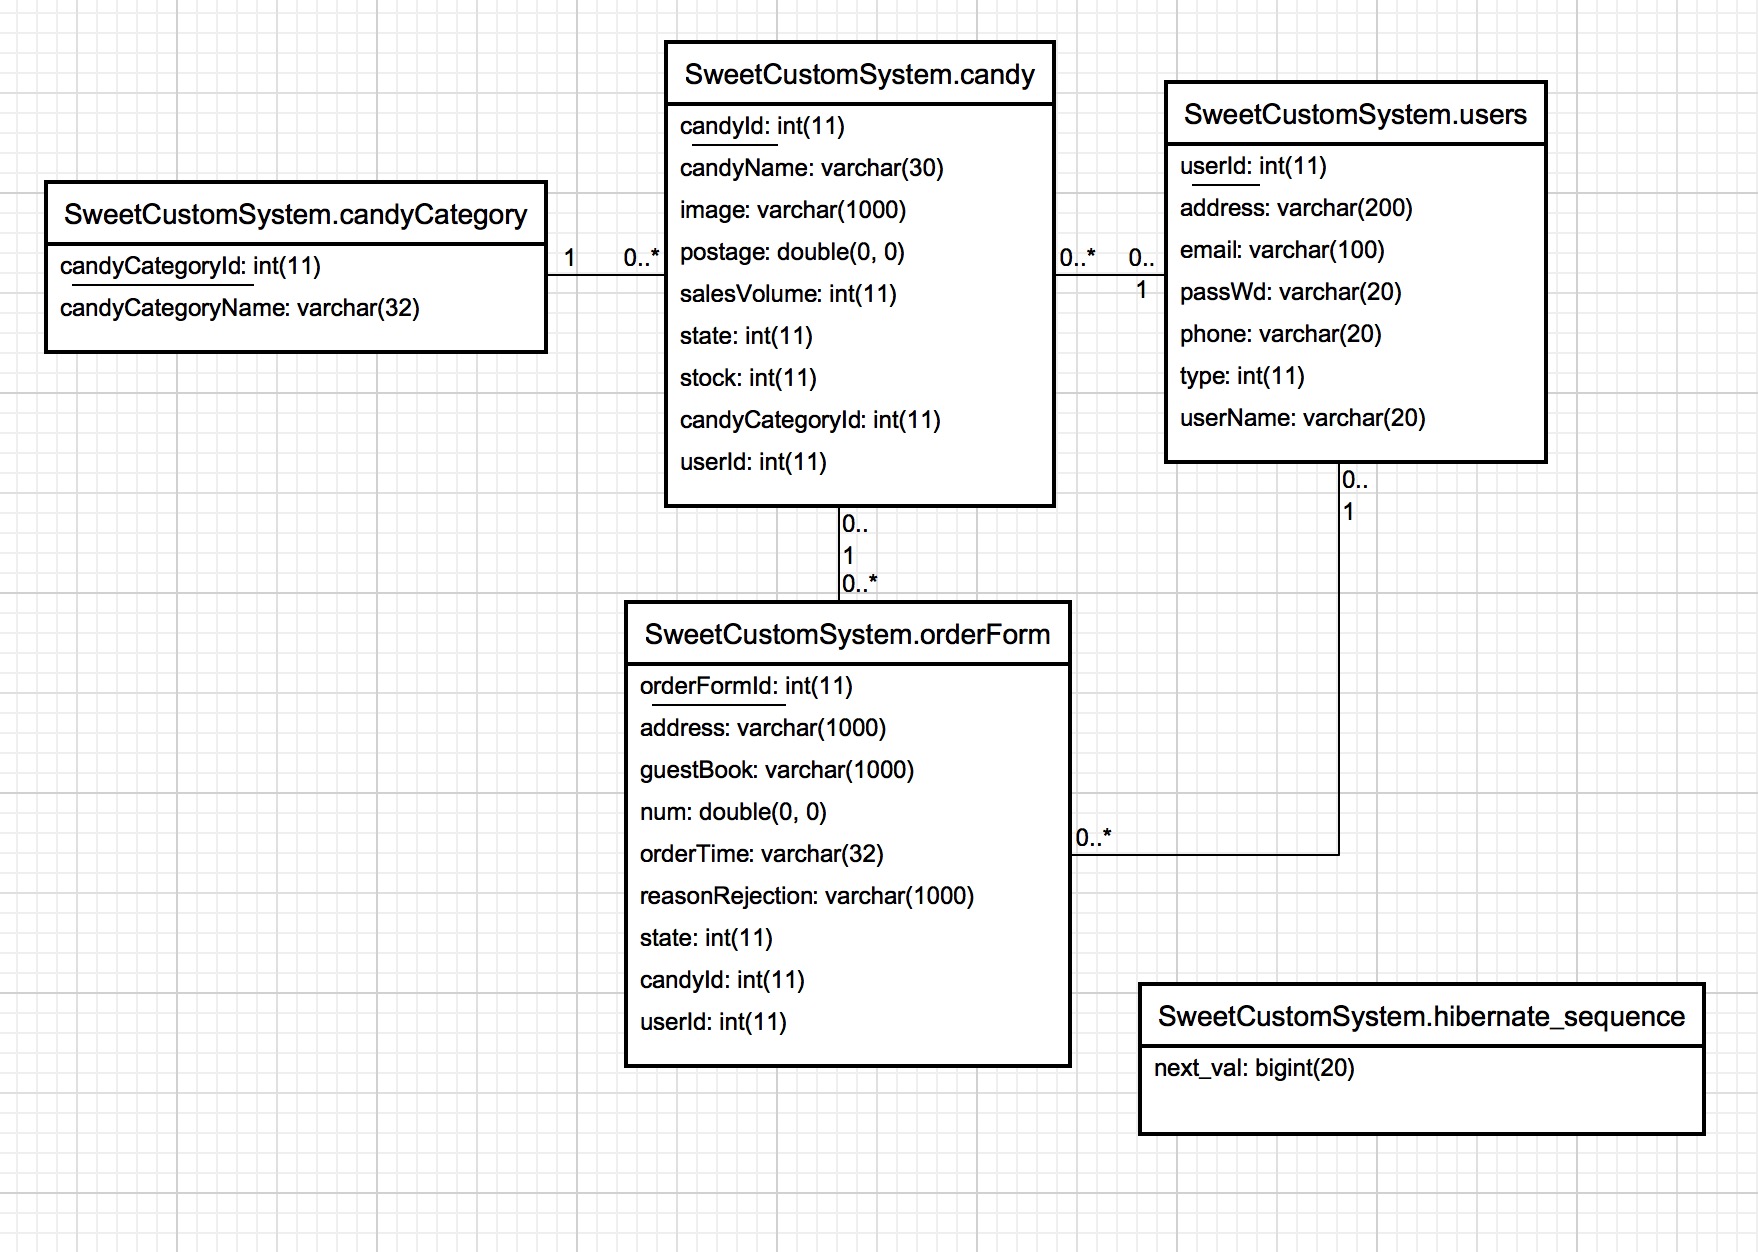 SweetCustomSystem.candy
candyId: int(11)
candyName: varchar(30)
image: varchar(1000)
postage: double(0, 0)
salesVolume: int(11)
state: int(11)
stock: int(11)
candyCategoryId: int(11)
userId: int(11)
SweetCustomSystem.users
userId: int(11)
address: varchar(200)
email: varchar(100)
passWd: varchar(20)
phone: varchar(20)
type: int(11)
userName: varchar(20)
SweetCustomSystem.candyCategory
candyCategoryId: int(11)
candyCategoryName: varchar(32)
1
0..*
0..*
0..
1
0..
1
0..*
0..
1
SweetCustomSystem.orderForm
orderFormId: int(11)
address: varchar(1000)
guestBook: varchar(1000)
num: double(0, 0)
orderTime: varchar(32)
reasonRejection: varchar(1000)
state: int(11)
candyId: int(11)
userId: int(11)
0..*
SweetCustomSystem.hibernate_sequence
next_val: bigint(20)